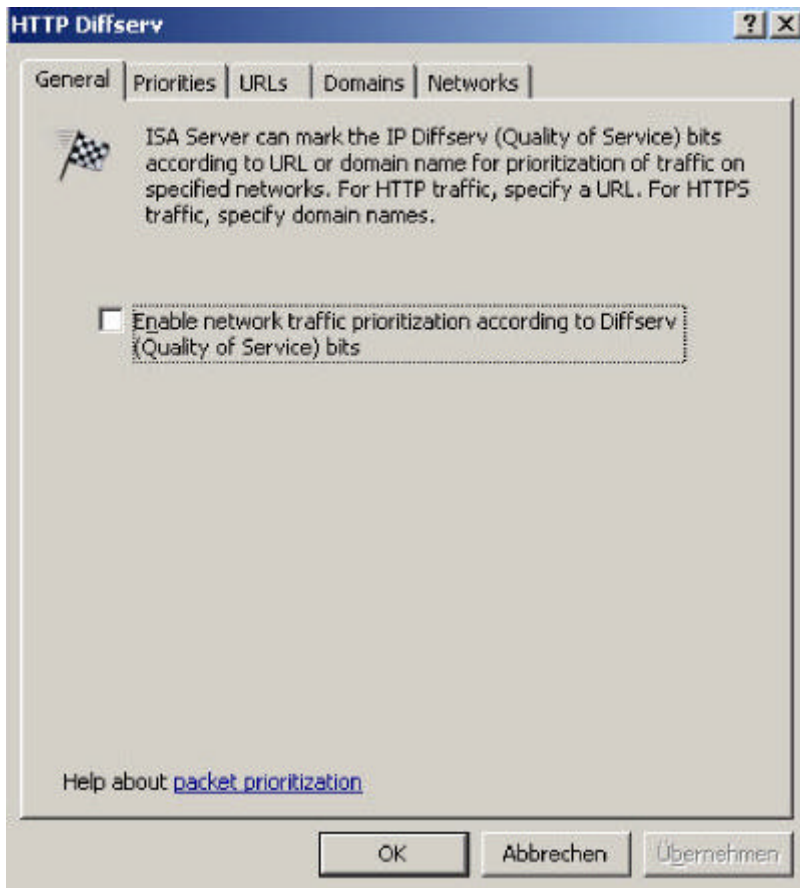 HTTP Diffserv
General Priorities URLs Domains Networks
ISA Server can mark the IP Diffserv (Quality of Service) bits
according to URL or domain name for prioritization of traffic on
specified networks. For HTTP traffic, specify a URL. For HTTPS
traffic, specify domain names.
Enable network traffic prioritization according to Diffserv
(Quality of Service) bits
Help about packet prioritization
OK Abbrechen Übernehmen